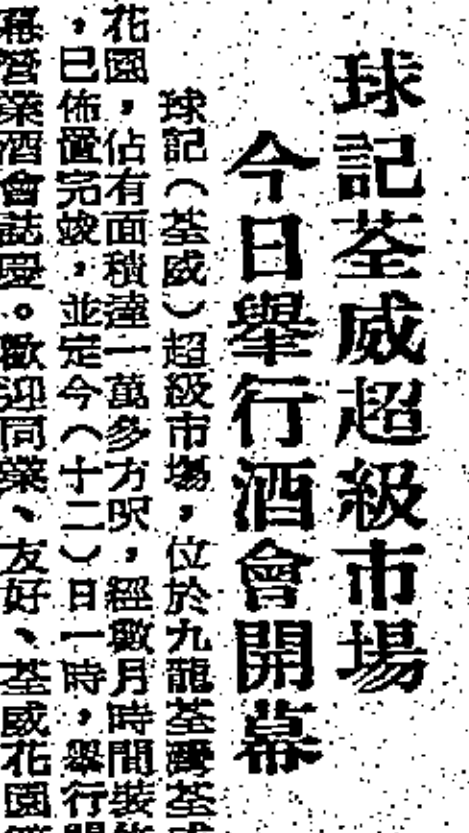 球記荃威超級市場
今日舉行酒會開幕
球記（荃威）超級市場，位於九龍荃灣荃
花園，佔有面積達一萬多方呎，經數月時間裝
，已佈置完竣，並定今（十二）日一時，舉行
幕營業酒會誌慶。歡迎同業、友好、荃威花園